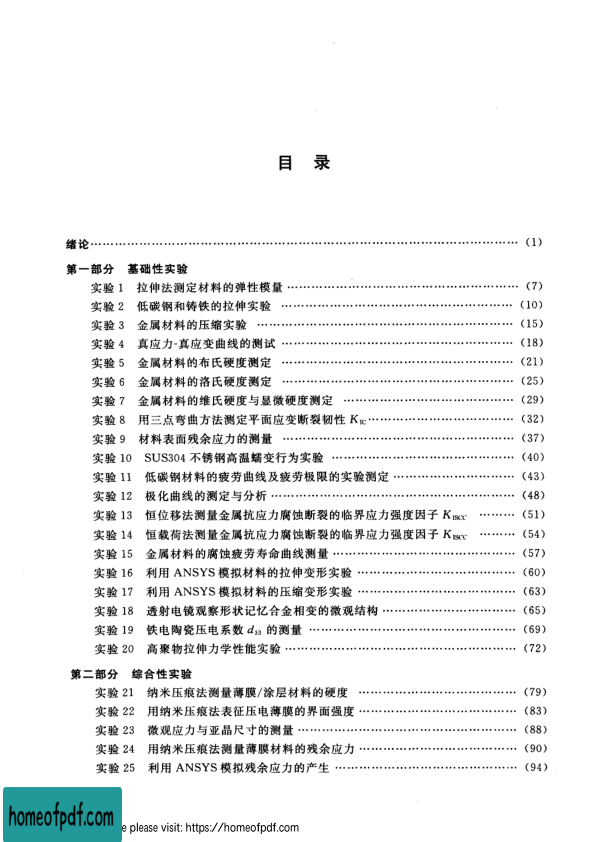 目 录
绪论……………………………………………………………………(1)
第一部分 基础性实验
实验 1 拉伸法测定材料的弹性模量……………………………………(7)
实验 2 低碳钢和铸铁的拉伸实验……………………………………(10)
实验 3 金属材料的压缩实验……………………………………(15)
实验 4 真应力-真应变曲线的测试……………………………………(18)
实验 5 金属材料的布氏硬度测定……………………………………(21)
实验 6 金属材料的洛氏硬度测定……………………………………(25)
实验 7 金属材料的维氏硬度与显微硬度测定……………………………(29)
实验 8 用三点弯曲方法测定平面应变断裂韧性 K_IC……………………………(32)
实验 9 材料表面残余应力的测量……………………………………(37)
实验 10 SUS304 不锈钢高温蠕变行为实验……………………………(40)
实验 11 低碳钢材料的疲劳曲线及疲劳极限的实验测定…………………(43)
实验 12 极化曲线的测定与分析……………………………………(48)
实验 13 恒位移法测量金属抗应力腐蚀断裂的临界应力强度因子 K_ISCC………(51)
实验 14 恒载荷法测量金属抗应力腐蚀断裂的临界应力强度因子 K_ISCC………(54)
实验 15 金属材料的腐蚀疲劳寿命曲线测量……………………………(57)
实验 16 利用 ANSYS 模拟材料的拉伸变形实验…………………………(60)
实验 17 利用 ANSYS 模拟材料的压缩变形实验…………………………(63)
实验 18 透射电镜观察形状记忆合金相变的微观结构……………………(65)
实验 19 铁电陶瓷压电系数 d₃₃ 的测量……………………………(69)
实验 20 高聚物拉伸力学性能实验……………………………………(72)
第二部分 综合性实验
实验 21 纳米压痕法测量薄膜/涂层材料的硬度…………………………(79)
实验 22 用纳米压痕法表征压电薄膜的界面强度…………………………(83)
实验 23 微观应力与亚晶尺寸的测量……………………………………(88)
实验 24 用纳米压痕法测量薄膜材料的残余应力…………………………(90)
实验 25 利用 ANSYS 模拟残余应力的产生……………………………(94)
homeofpdf.com
e please visit: https://homeofpdf.com